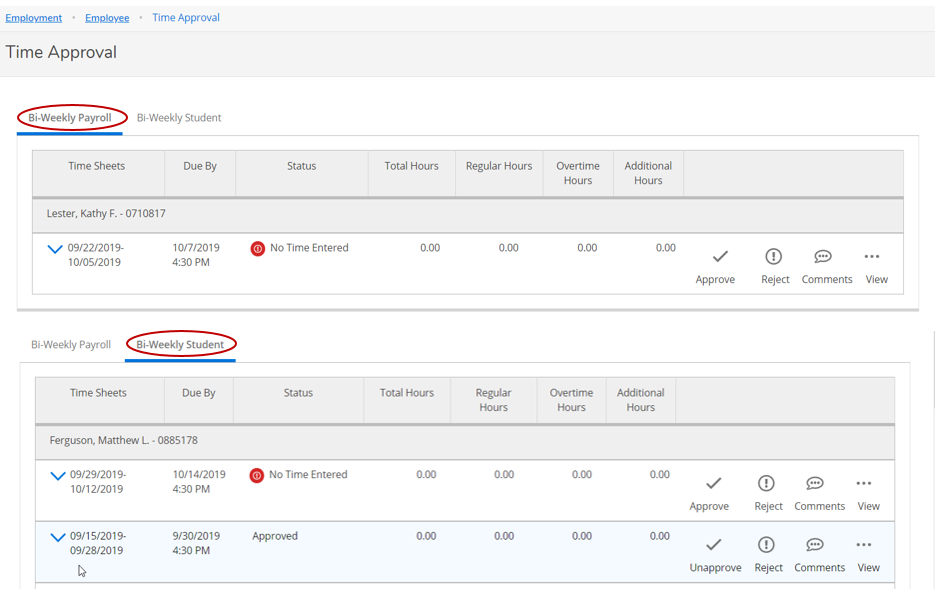 Employment • Employee • Time Approval
Time Approval
Bi-Weekly Payroll Bi-Weekly Student
Time Sheets Due By Status Total Hours Regular Hours Overtime Additional
Hours Hours
Lester, Kathy F. - 0710817
09/22/2019- 10/7/2019 No Time Entered 0.00 0.00 0.00 0.00
10/05/2019 4:30 PM
Approve Reject Comments View
Bi-Weekly Payroll Bi-Weekly Student
Time Sheets Due By Status Total Hours Regular Overtime Additional
Hours Hours Hours
Ferguson, Matthew L. - 0885178
09/29/2019- 10/14/2019 No Time Entered 0.00 0.00 0.00 0.00
10/12/2019 4:30 PM
Approve Reject Comments View
09/15/2019- 9/30/2019 Approved 0.00 0.00 0.00 0.00
09/28/2019 4:30 PM
Unapprove Reject Comments View